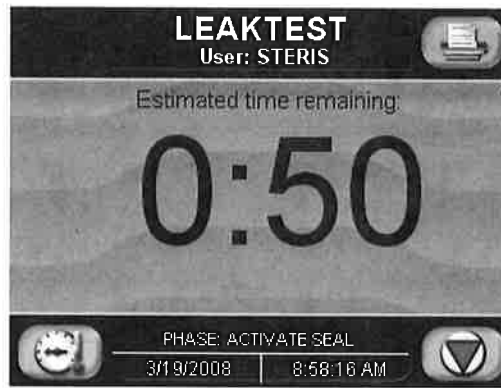 LEAKTEST
User: STERIS
Estimated time remaining:
0:50
PHASE: ACTIVATE SEAL
3/19/2008 8:58:16 AM